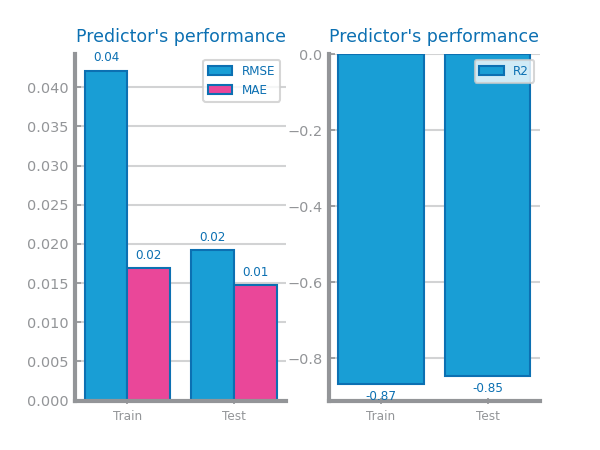 Predictor's performance
0.04
RMSE
MAE
0.040
0.035
0.030
0.025
0.020
0.015
0.010
0.005
0.000
0.02
0.02
0.01
Train
Test
Predictor's performance
R2
0.0
−0.2
−0.4
−0.6
−0.8
-0.87
-0.85
Train
Test